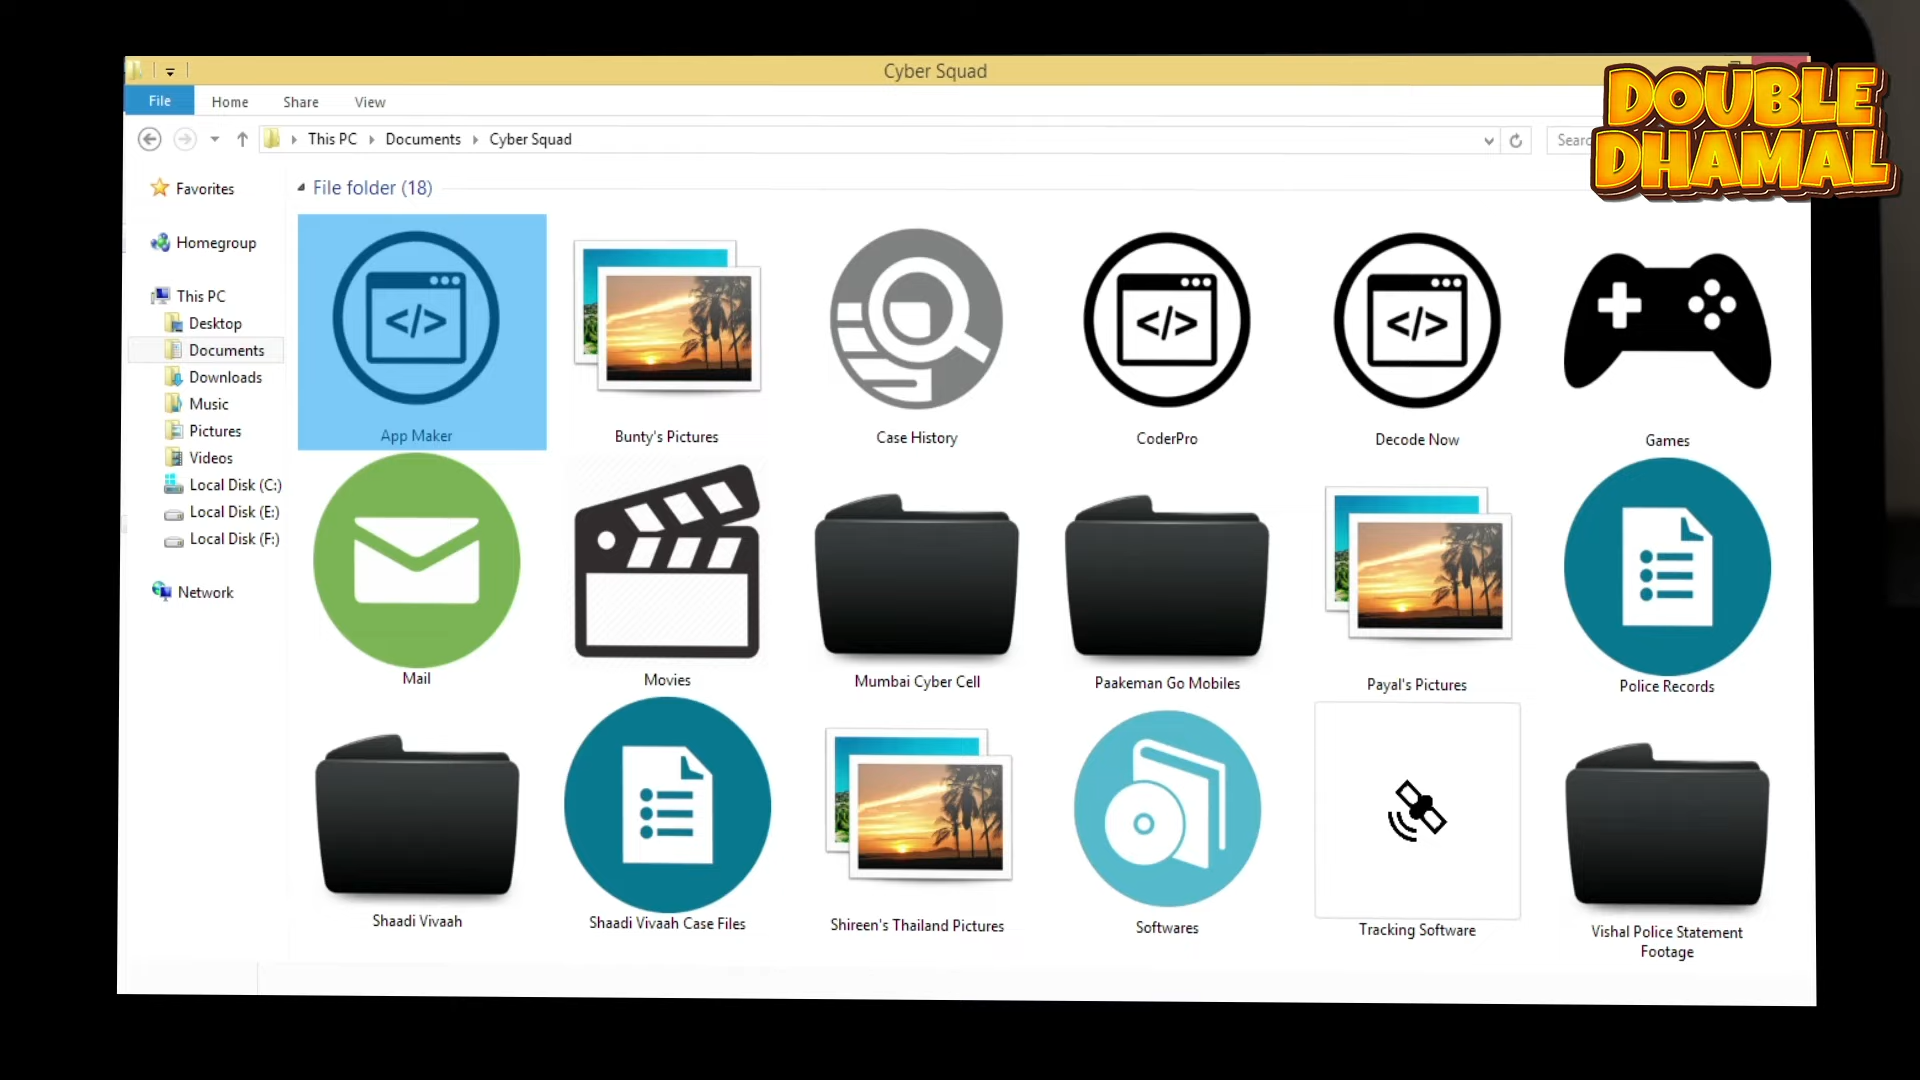 Cyber Squad
DOUBLE
DHAMAL
File Home Share View
This PC Documents Cyber Squad
Favorites
Homegroup
This PC
Desktop
Documents
Downloads
Music
Pictures
Videos
Local Disk (C:)
Local Disk (E:)
Local Disk (F:)
Network
File folder (18)
App Maker
Bunty's Pictures
Case History
CoderPro
Decode Now
Games
Mail
Movies
Mumbai Cyber Cell
Paakeman Go Mobiles
Payal's Pictures
Police Records
Shaadi Vivaah
Shaadi Vivaah Case Files
Shireen's Thailand Pictures
Softwares
Tracking Software
Vishal Police Statement
Footage